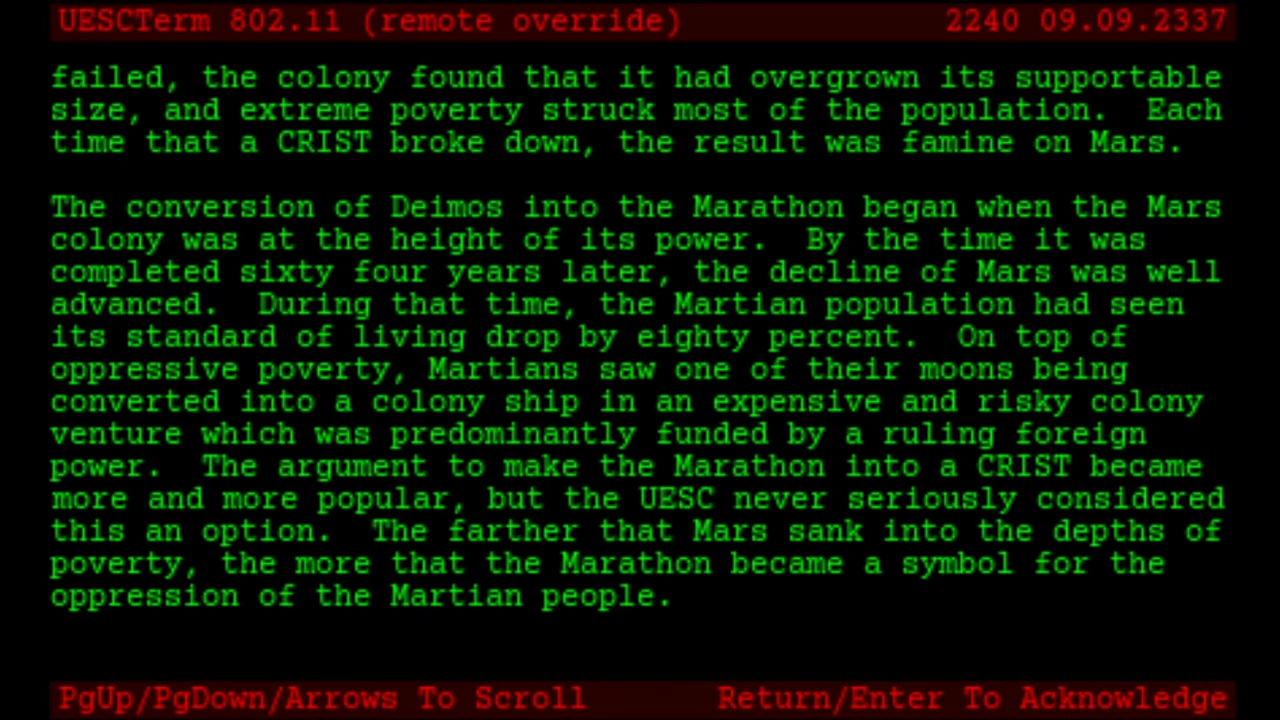 UESCTerm 802.11 (remote override) 2240 09.09.2337
failed, the colony found that it had overgrown its supportable
size, and extreme poverty struck most of the population.  Each
time that a CRIST broke down, the result was famine on Mars.
The conversion of Deimos into the Marathon began when the Mars
colony was at the height of its power.  By the time it was
completed sixty four years later, the decline of Mars was well
advanced.  During that time, the Martian population had seen
its standard of living drop by eighty percent.  On top of
oppressive poverty, Martians saw one of their moons being
converted into a colony ship in an expensive and risky colony
venture which was predominantly funded by a ruling foreign
power.  The argument to make the Marathon into a CRIST became
more and more popular, but the UESC never seriously considered
this an option.  The farther that Mars sank into the depths of
poverty, the more that the Marathon became a symbol for the
oppression of the Martian people.
PgUp/PgDown/Arrows To Scroll Return/Enter To Acknowledge